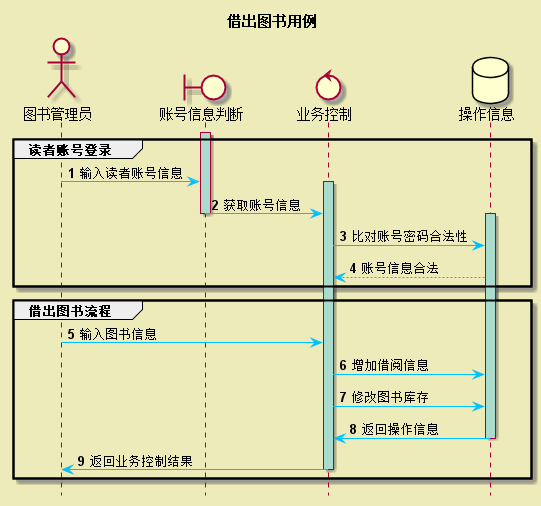 借出图书用例
图书管理员
账号信息判断
业务控制
操作信息
读者账号登录
1 输入读者账号信息
2 获取账号信息
3 比对账号密码合法性
4 账号信息合法
借出图书流程
5 输入图书信息
6 增加借阅信息
7 修改图书库存
8 返回操作信息
9 返回业务控制结果